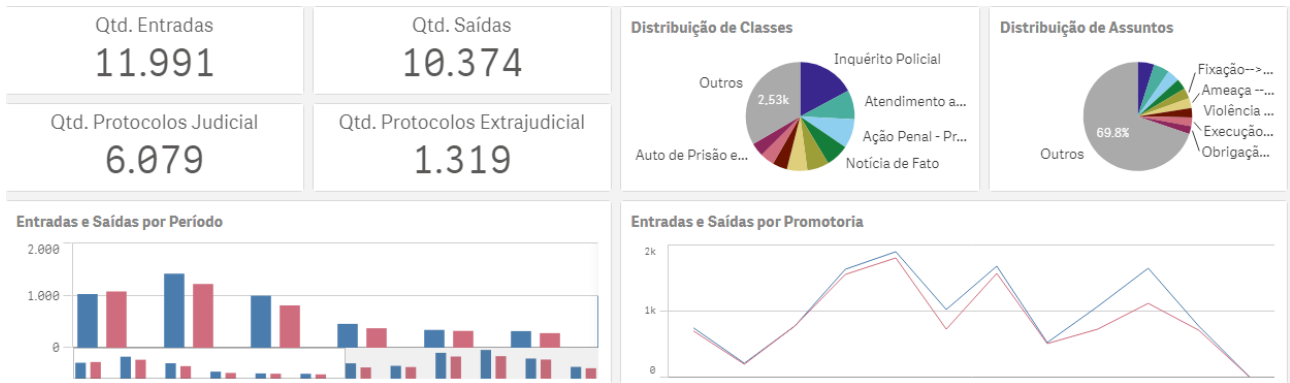 Qtd. Entradas
11.991
Qtd. Saídas
10.374
Qtd. Protocolos Judicial
6.079
Qtd. Protocolos Extrajudicial
1.319
Distribuição de Classes
Inquérito Policial
Outros
2,53k
Atendimento a...
Ação Penal - Pr...
Auto de Prisão e...
Notícia de Fato
Distribuição de Assuntos
Fixação-->...
Ameaça --...
Violência ...
Execução...
Obrigaçã...
69.8%
Outros
Entradas e Saídas por Período
2.000
1.000
0
Entradas e Saídas por Promotoria
2k
1k
0